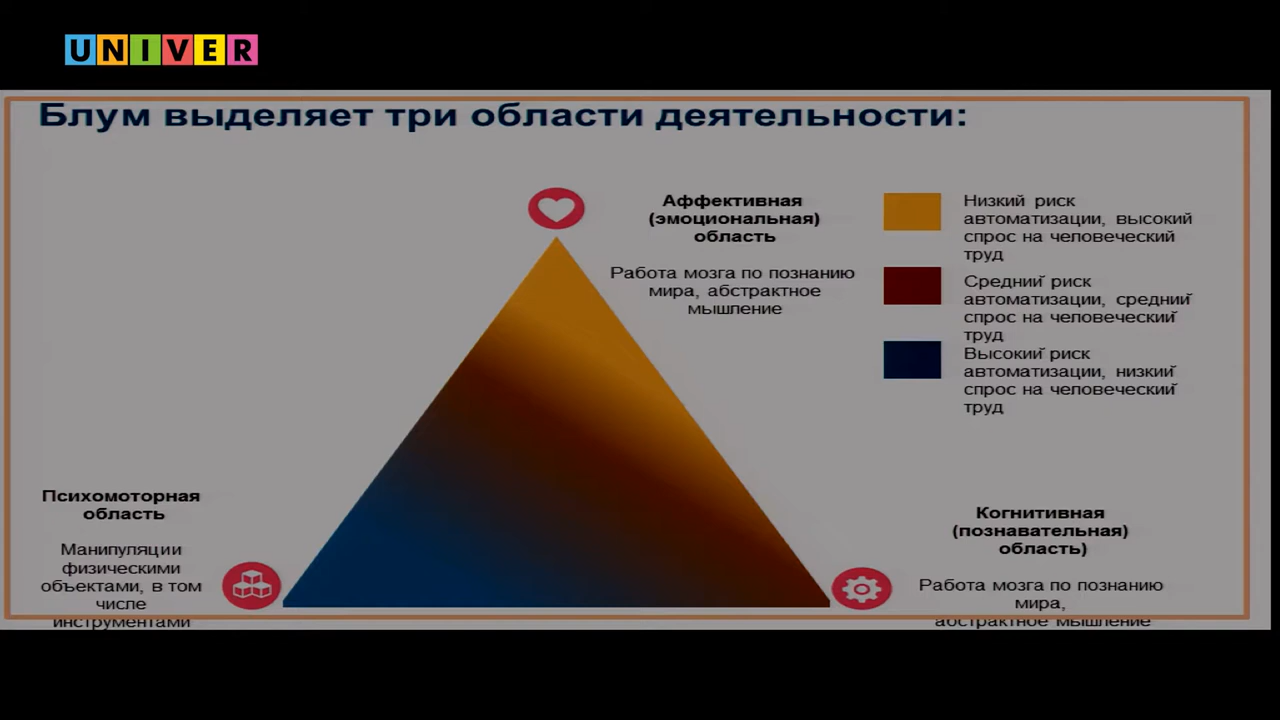 UNIVER
Блум выделяет три области деятельности:
Аффективная
(эмоциональная)
область
Работа мозга по познанию
мира, абстрактное
мышление
Низкий риск
автоматизации, высокий
спрос на человеческий
труд
Средний риск
автоматизации, средний
спрос на человеческий
труд
Высокий риск
автоматизации, низкий
спрос на человеческий
труд
Психомоторная
область
Манипуляции
физическими
объектами, в том
числе
инструментами
Когнитивная
(познавательная)
область)
Работа мозга по познанию
мира,
абстрактное мышление